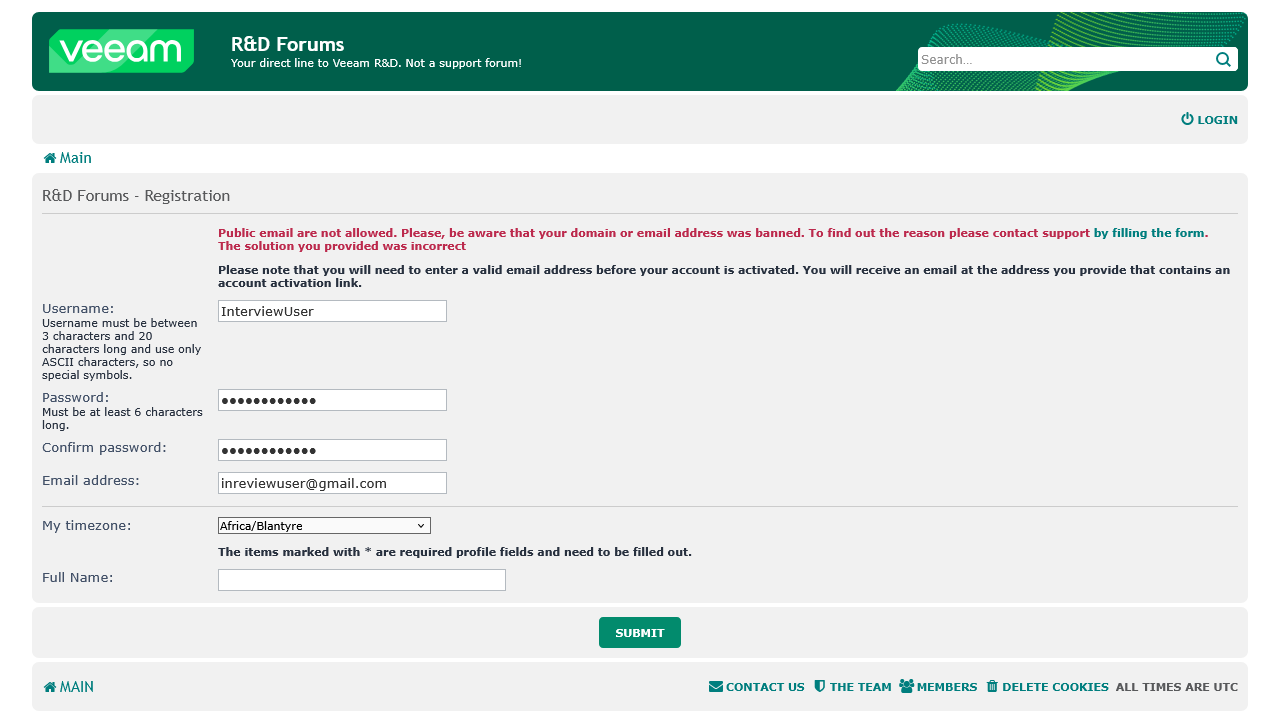 veeam
R&D Forums
Your direct line to Veeam R&D. Not a support forum!
Search…
LOGIN
Main
R&D Forums - Registration
Public email are not allowed. Please, be aware that your domain or email address was banned. To find out the reason please contact support by filling the form.
The solution you provided was incorrect
Please note that you will need to enter a valid email address before your account is activated. You will receive an email at the address you provide that contains an
account activation link.
Username:
InterviewUser
Username must be between
3 characters and 20
characters long and use only
ASCII characters, so no
special symbols.
Password:
●●●●●●●●●●●●
Must be at least 6 characters
long.
Confirm password:
●●●●●●●●●●●●
Email address:
inreviewuser@gmail.com
My timezone:
Africa/Blantyre
The items marked with * are required profile fields and need to be filled out.
Full Name:
SUBMIT
MAIN
CONTACT US THE TEAM MEMBERS DELETE COOKIES ALL TIMES ARE UTC